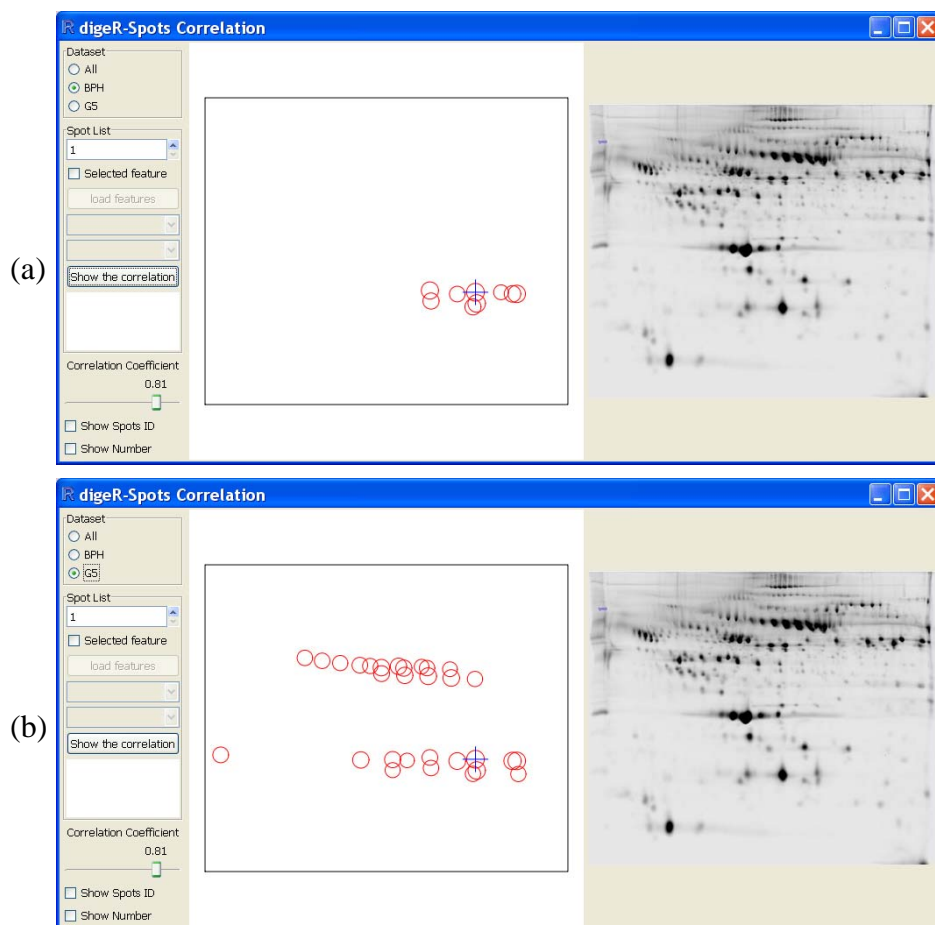 (a)
R digeR-Spots Correlation
Dataset
All
BPH
G5
Spot List
1
Selected feature
load features
Show the correlation
Correlation Coefficient
0.81
Show Spots ID
Show Number
(b)
R digeR-Spots Correlation
Dataset
All
BPH
G5
Spot List
1
Selected feature
load features
Show the correlation
Correlation Coefficient
0.81
Show Spots ID
Show Number